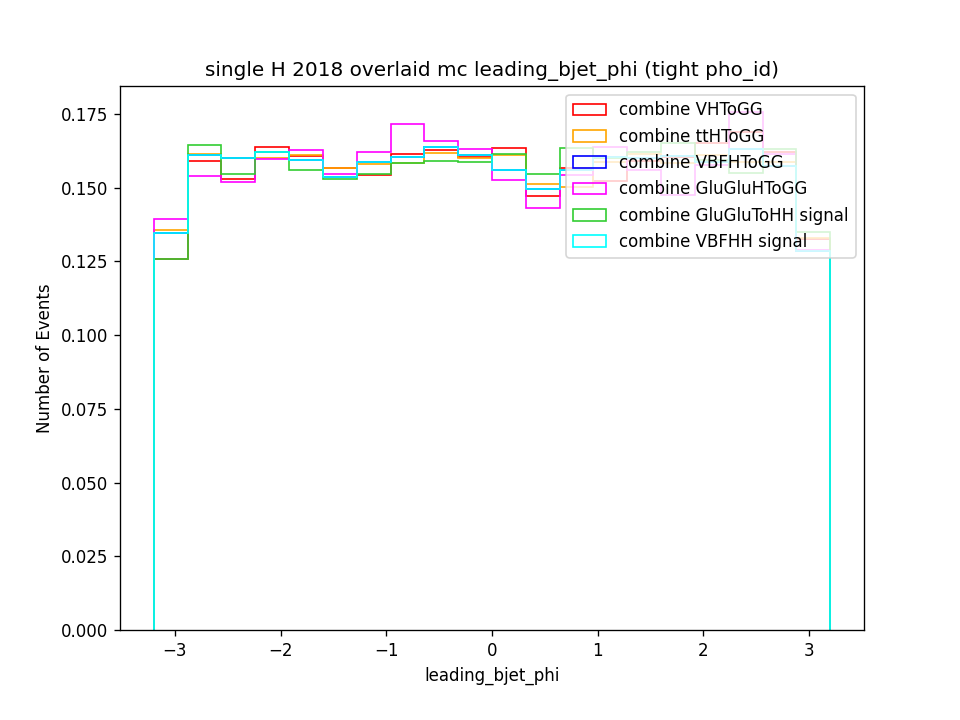 single H 2018 overlaid mc leading_bjet_phi (tight pho_id)
Number of Events
0.175
0.150
0.125
0.100
0.075
0.050
0.025
0.000
combine VHToGG
combine ttHToGG
combine VBFHToGG
combine GluGluHToGG
combine GluGluToHH signal
combine VBFHH signal
−3 −2 −1 0 1 2 3
leading_bjet_phi